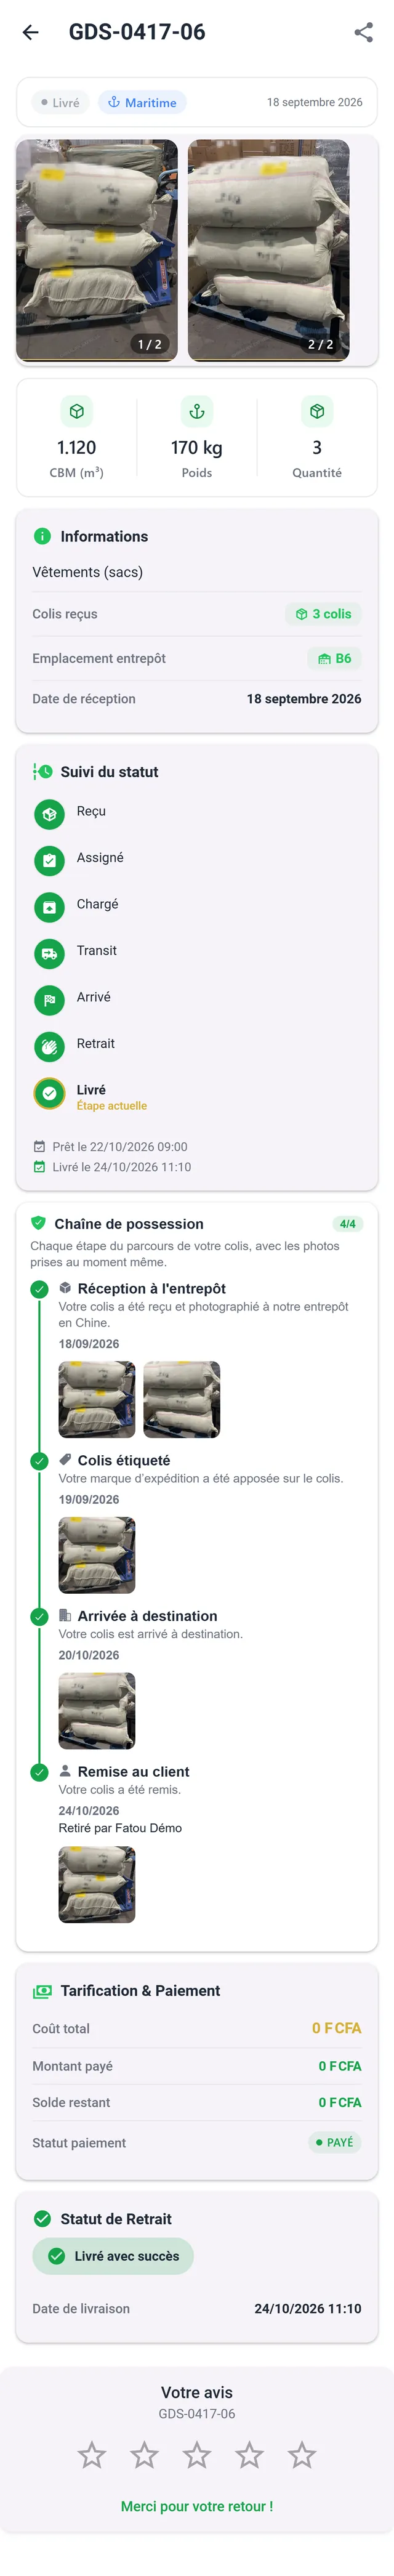 GDS-0417-06
Livré
Maritime
18 septembre 2026
1 / 2
2 / 2
1.120
CBM (m³)
170 kg
Poids
3
Quantité
Informations
Vêtements (sacs)
Colis reçus
3 colis
Emplacement entrepôt
B6
Date de réception
18 septembre 2026
Suivi du statut
Reçu
Assigné
Chargé
Transit
Arrivé
Retrait
Livré
Étape actuelle
Prêt le 22/10/2026 09:00
Livré le 24/10/2026 11:10
Chaîne de possession
4/4
Chaque étape du parcours de votre colis, avec les photos
prises au moment même.
Réception à l'entrepôt
Votre colis a été reçu et photographié à notre entrepôt
en Chine.
18/09/2026
Colis étiqueté
Votre marque d'expédition a été apposée sur le colis.
19/09/2026
Arrivée à destination
Votre colis est arrivé à destination.
20/10/2026
Remise au client
Votre colis a été remis.
24/10/2026
Retiré par Fatou Démo
Tarification & Paiement
Coût total
0 FCFA
Montant payé
0 FCFA
Solde restant
0 FCFA
Statut paiement
PAYÉ
Statut de Retrait
Livré avec succès
Date de livraison
24/10/2026 11:10
Votre avis
GDS-0417-06
Merci pour votre retour !